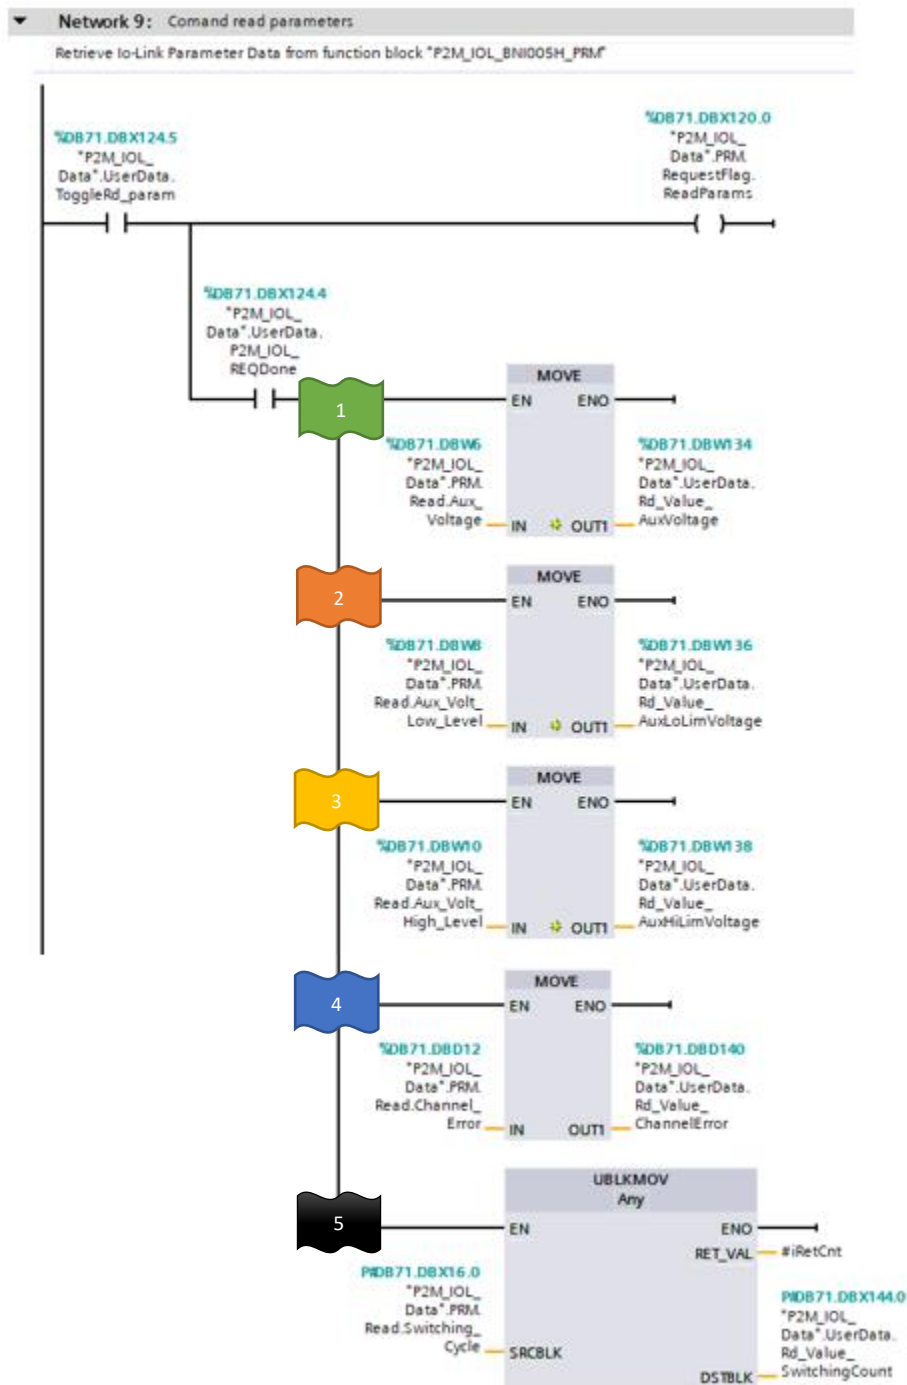 Network 9: Comand read parameters
Retrieve Io-Link Parameter Data from function block "P2M_IOL_BNI005H_PRM"
%DB71.DBX124.5
"P2M_IOL_
Data".UserData.
ToggleRd_param
%DB71.DBX120.0
"P2M_IOL_
Data".PRM.
RequestFlag.
ReadParams
%DB71.DBX124.4
"P2M_IOL_
Data".UserData.
P2M_IOL_
REQDone
1
MOVE
EN ENO
%DB71.DBW6
"P2M_IOL_
Data".PRM.
Read.Aux_
Voltage
IN OUT1
%DB71.DBW134
"P2M_IOL_
Data".UserData.
Rd_Value_
AuxVoltage
2
MOVE
EN ENO
%DB71.DBW8
"P2M_IOL_
Data".PRM.
Read.Aux_Volt_
Low_Level
IN OUT1
%DB71.DBW136
"P2M_IOL_
Data".UserData.
Rd_Value_
AuxLoLimVoltage
3
MOVE
EN ENO
%DB71.DBW10
"P2M_IOL_
Data".PRM.
Read.Aux_Volt_
High_Level
IN OUT1
%DB71.DBW138
"P2M_IOL_
Data".UserData.
Rd_Value_
AuxHiLimVoltage
4
MOVE
EN ENO
%DB71.DBD12
"P2M_IOL_
Data".PRM.
Read.Channel_
Error
IN OUT1
%DB71.DBD140
"P2M_IOL_
Data".UserData.
Rd_Value_
ChannelError
5
UBLKMOV
Any
EN ENO
RET_VAL
#iRetCnt
P#DB71.DBX16.0
"P2M_IOL_
Data".PRM.
Read.Switching_
Cycle
SRCBLK
P#DB71.DBX144.0
"P2M_IOL_
Data".UserData.
Rd_Value_
SwitchingCount
DSTBLK